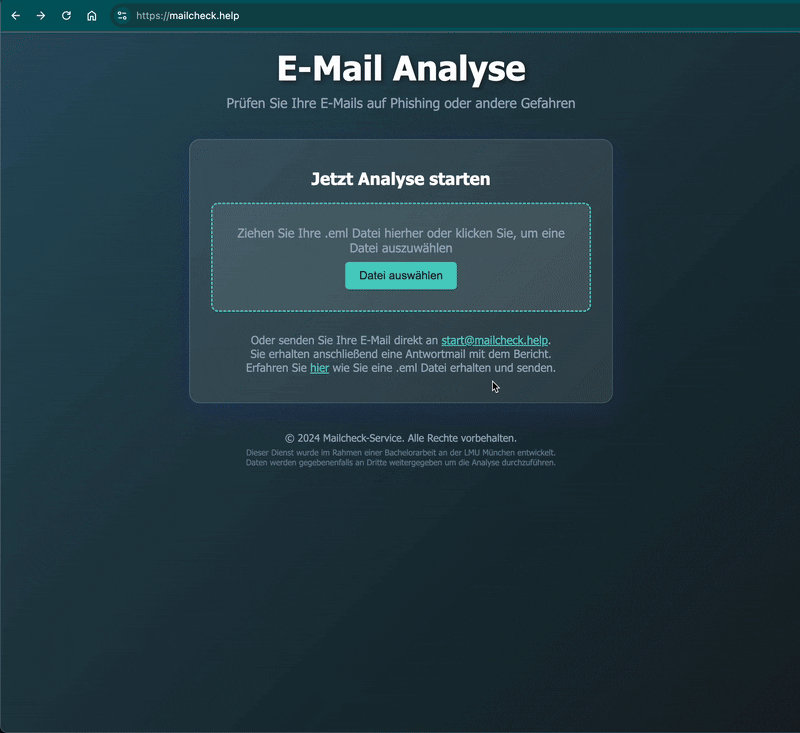 https://mailcheck.help
E-Mail Analyse
Prüfen Sie Ihre E-Mails auf Phishing oder andere Gefahren
Jetzt Analyse starten
Ziehen Sie Ihre .eml Datei hierher oder klicken Sie, um eine
Datei auszuwählen
Datei auswählen
Oder senden Sie Ihre E-Mail direkt an start@mailcheck.help.
Sie erhalten anschließend eine Antwortmail mit dem Bericht.
Erfahren Sie hier wie Sie eine .eml Datei erhalten und senden.
© 2024 Mailcheck-Service. Alle Rechte vorbehalten.
Dieser Dienst wurde im Rahmen einer Bachelorarbeit an der LMU München entwickelt.
Daten werden gegebenenfalls an Dritte weitergegeben um die Analyse durchzuführen.